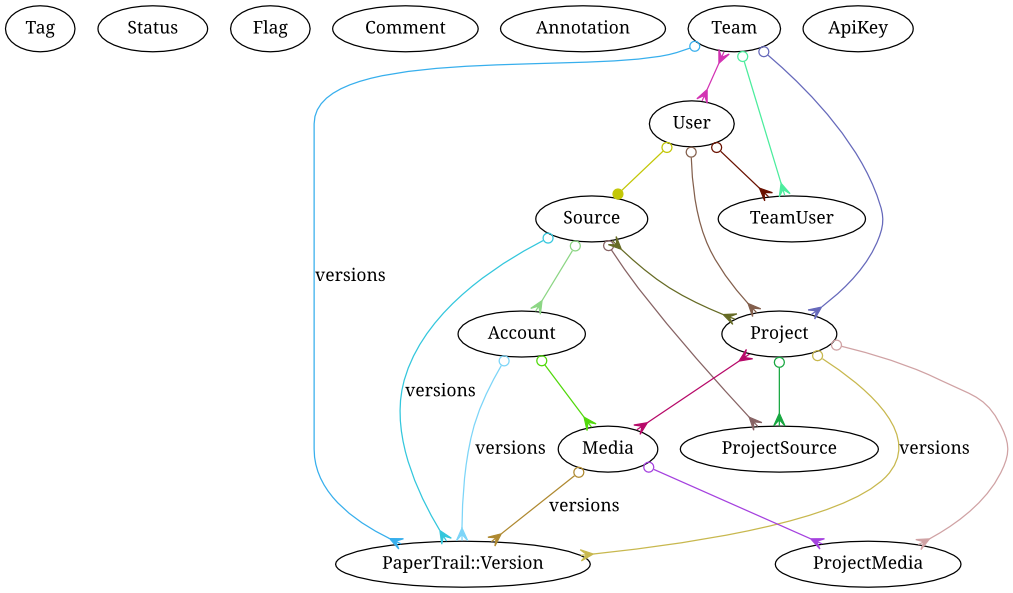 Tag
Status
Flag
Comment
Annotation
Team
ApiKey
User
Source
TeamUser
versions
Account
Project
versions
versions
Media
ProjectSource
versions
versions
PaperTrail::Version
ProjectMedia